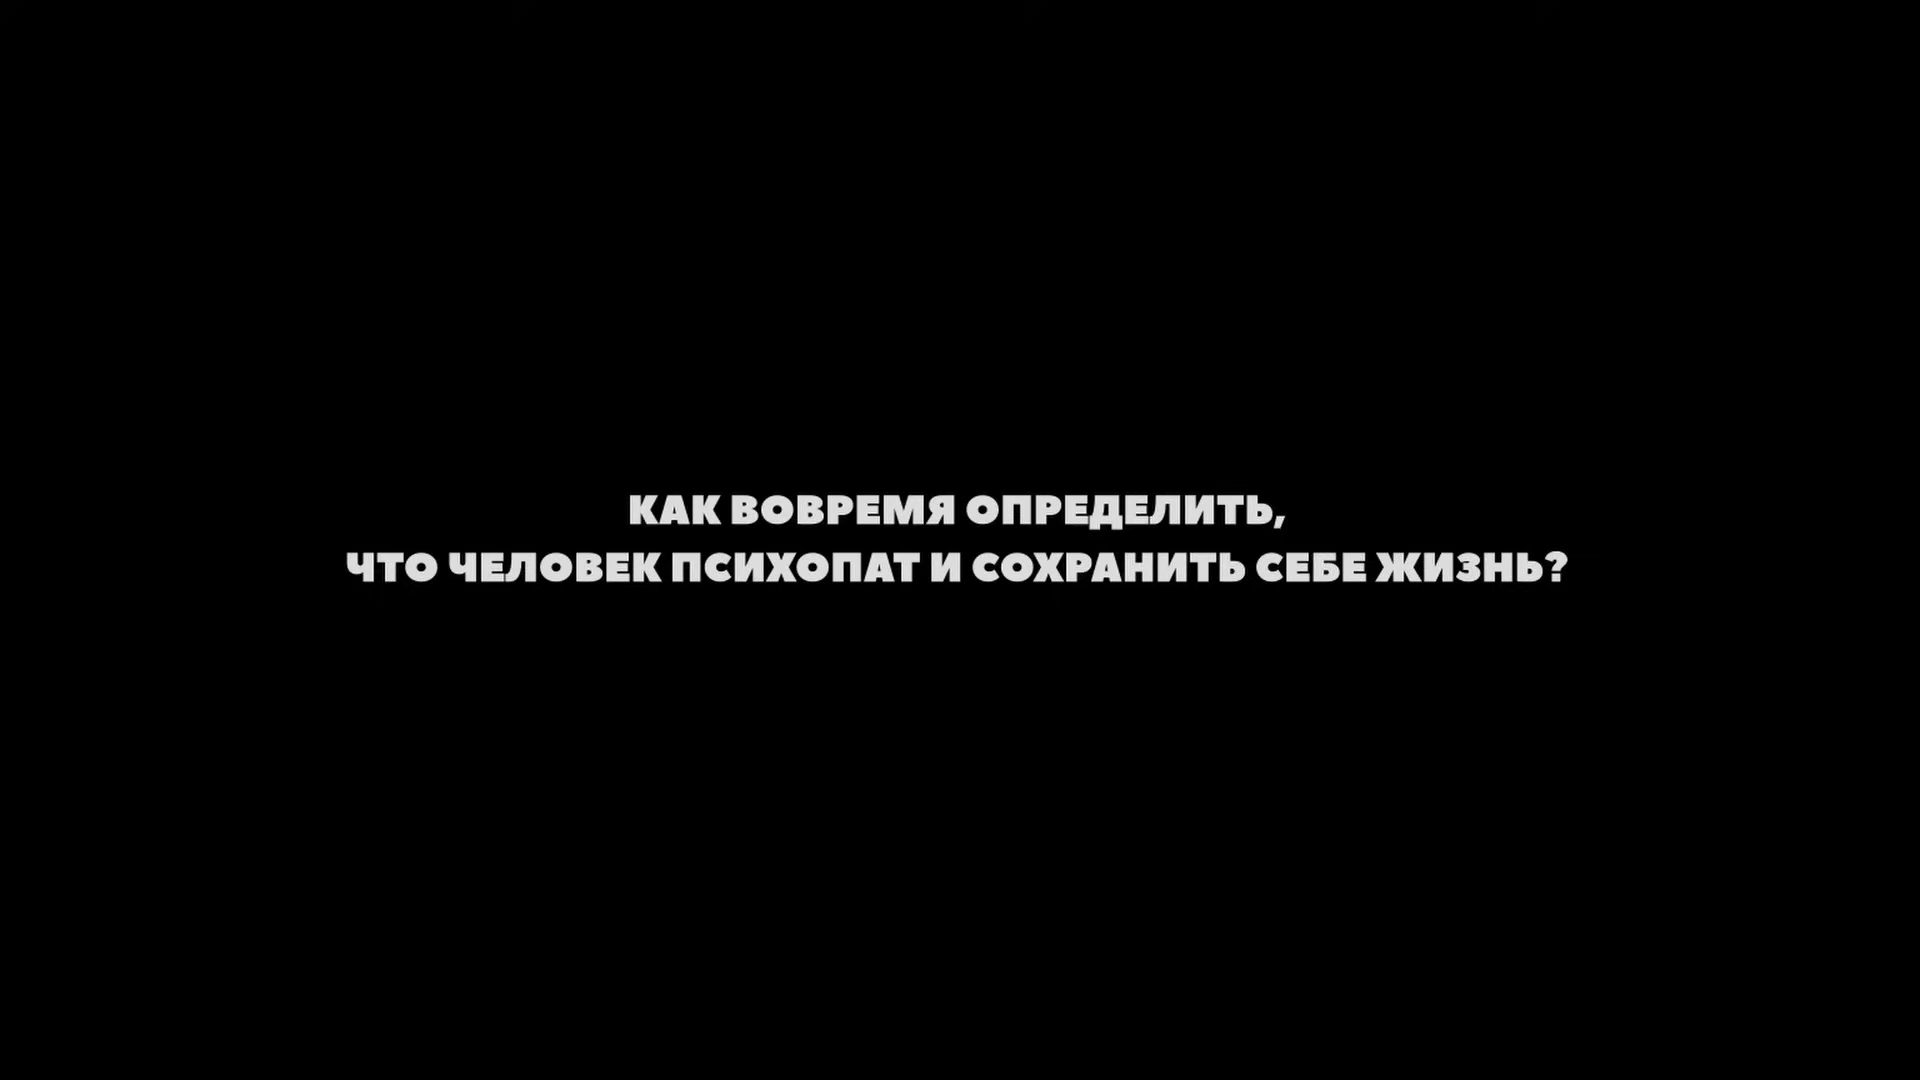 КАК ВОВРЕМЯ ОПРЕДЕЛИТЬ,
ЧТО ЧЕЛОВЕК ПСИХОПАТ И СОХРАНИТЬ СЕБЕ ЖИЗНЬ?